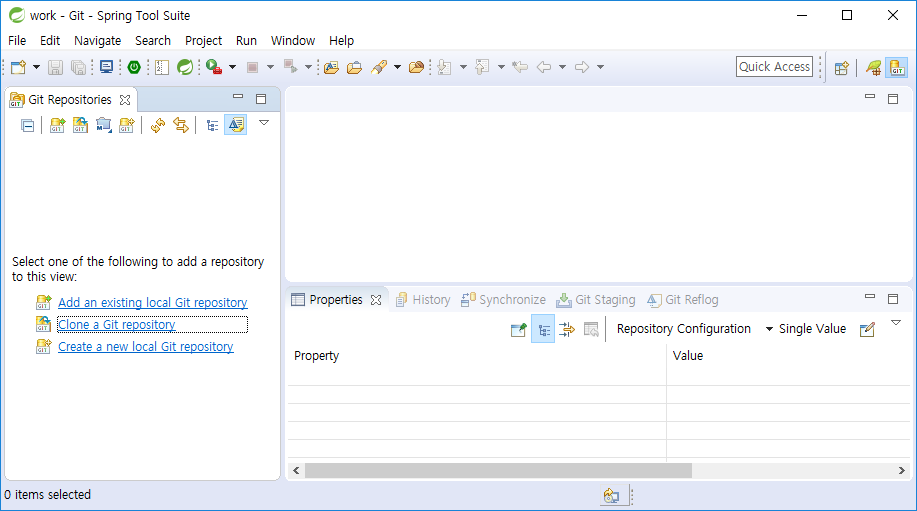 work - Git - Spring Tool Suite
File Edit Navigate Search Project Run Window Help
Quick Access
Git Repositories
Select one of the following to add a repository
to this view:
Add an existing local Git repository
Clone a Git repository
Create a new local Git repository
Properties History Synchronize Git Staging Git Reflog
Repository Configuration Single Value
Property Value
0 items selected